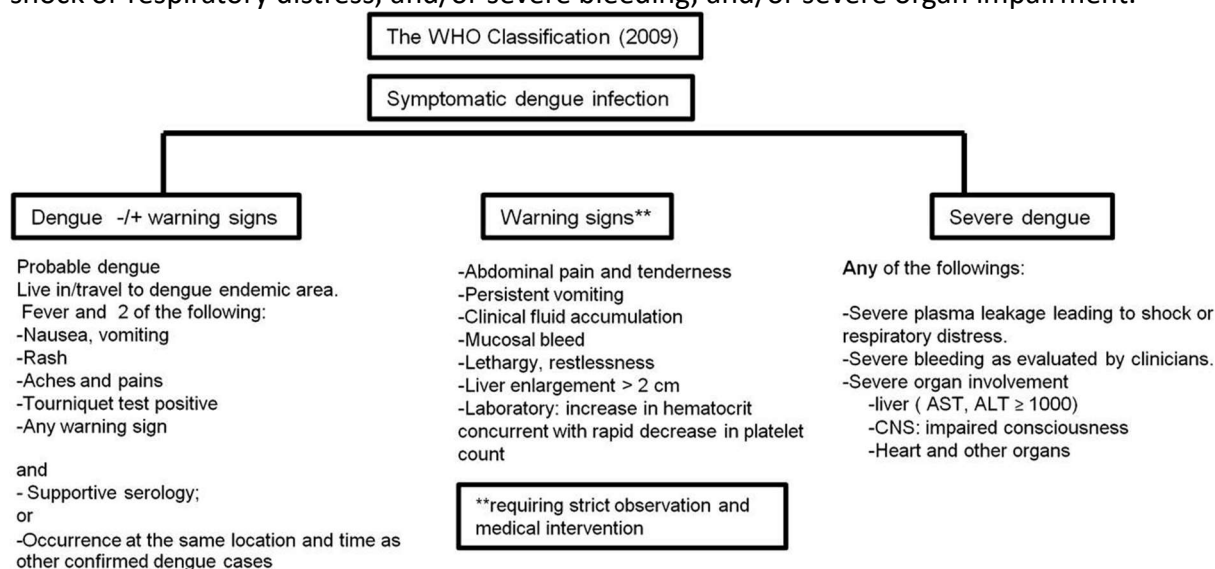 shock or respiratory distress, and/or severe bleeding, and/or severe organ impairment.
The WHO Classification (2009)
Symptomatic dengue infection
Dengue -/+ warning signs
Probable dengue
Live in/travel to dengue endemic area.
Fever and 2 of the following:
-Nausea, vomiting
-Rash
-Aches and pains
-Tourniquet test positive
-Any warning sign
and
- Supportive serology;
or
-Occurrence at the same location and time as
other confirmed dengue cases
Warning signs**
-Abdominal pain and tenderness
-Persistent vomiting
-Clinical fluid accumulation
-Mucosal bleed
-Lethargy, restlessness
-Liver enlargement > 2 cm
-Laboratory: increase in hematocrit
concurrent with rapid decrease in platelet
count
**requiring strict observation and
medical intervention
Severe dengue
Any of the followings:
-Severe plasma leakage leading to shock or
respiratory distress.
-Severe bleeding as evaluated by clinicians.
-Severe organ involvement
-liver ( AST, ALT ≥ 1000)
-CNS: impaired consciousness
-Heart and other organs